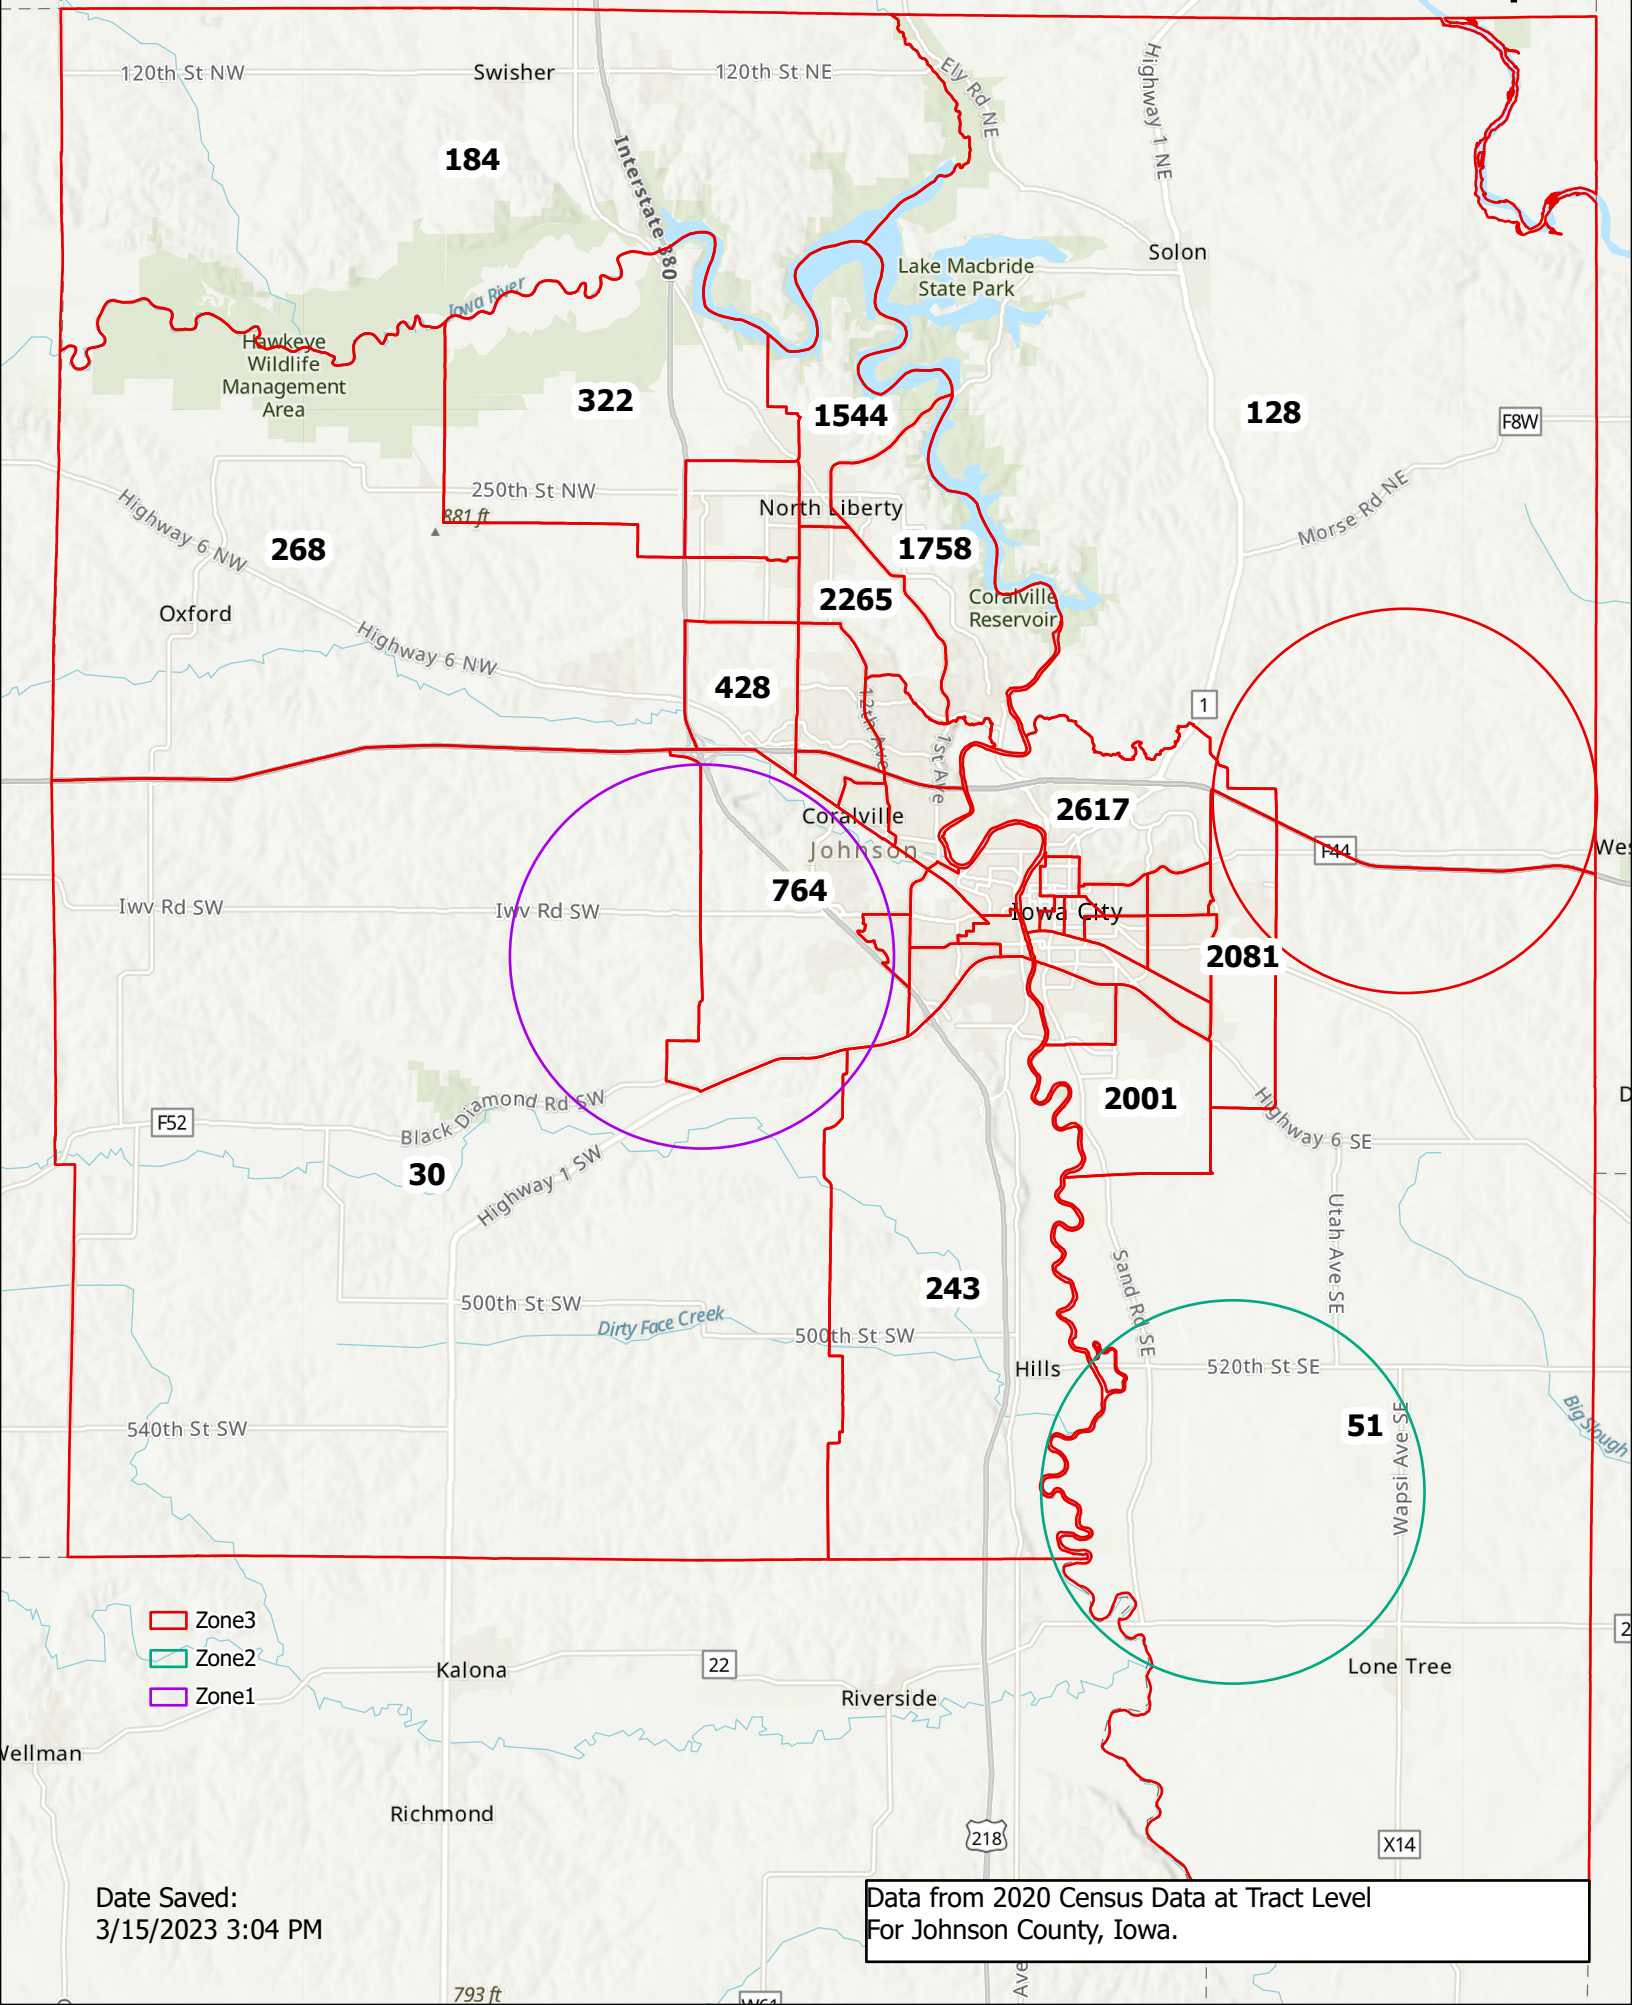 120th St NW
Swisher
120th St NE
Ely Rd NE
Highway 1 NE
Interstate 380
184
Solon
Lake Macbride
State Park
Iowa River
Hawkeye
Wildlife
Management
Area
322
1544
128
F8W
250th St NW
881 ft
North Liberty
Morse Rd NE
Highway 6 NW
268
1758
2265
Coralville
Reservoir
Oxford
Highway 6 NW
428
12th Ave
1st Ave
1
2617
Coralville
Johnson
F44
Wes
764
Iwv Rd SW
Iwv Rd SW
Iowa City
2081
2001
Black Diamond Rd SW
F52
30
Highway 1 SW
Highway 6 SE
D
Utah Ave SE
Sand Rd SE
243
500th St SW
Dirty Face Creek
500th St SW
Hills
520th St SE
51
Wapsi Ave SE
Big Slough
540th St SW
Zone3
Zone2
Zone1
Kalona
22
Riverside
Lone Tree
2
Wellman
Richmond
218
X14
Date Saved:
3/15/2023 3:04 PM
Data from 2020 Census Data at Tract Level
For Johnson County, Iowa.
Ave
793 ft
W61